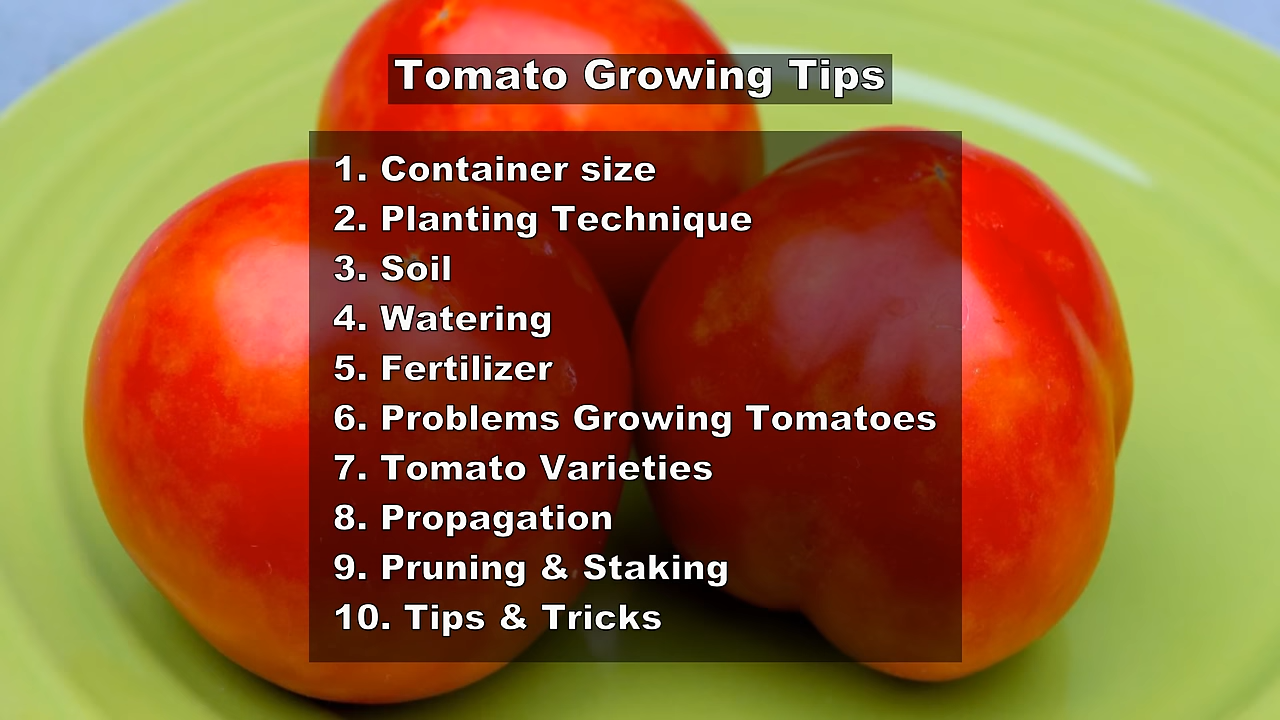 Tomato Growing Tips
1. Container size
2. Planting Technique
3. Soil
4. Watering
5. Fertilizer
6. Problems Growing Tomatoes
7. Tomato Varieties
8. Propagation
9. Pruning & Staking
10. Tips & Tricks